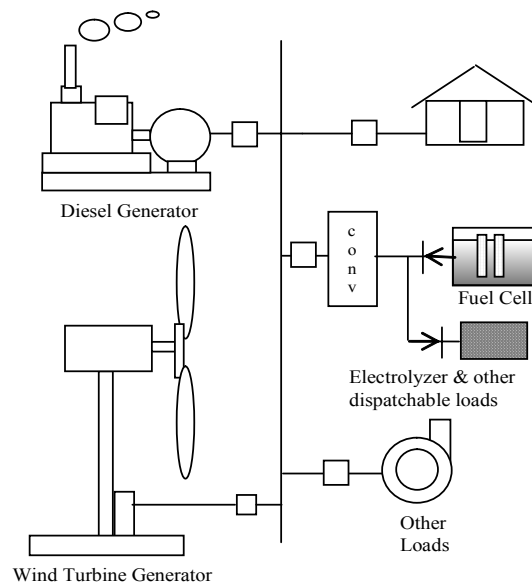 Diesel Generator
c
o
n
v
Fuel Cell
Electrolyzer & other
dispatchable loads
Other
Loads
Wind Turbine Generator